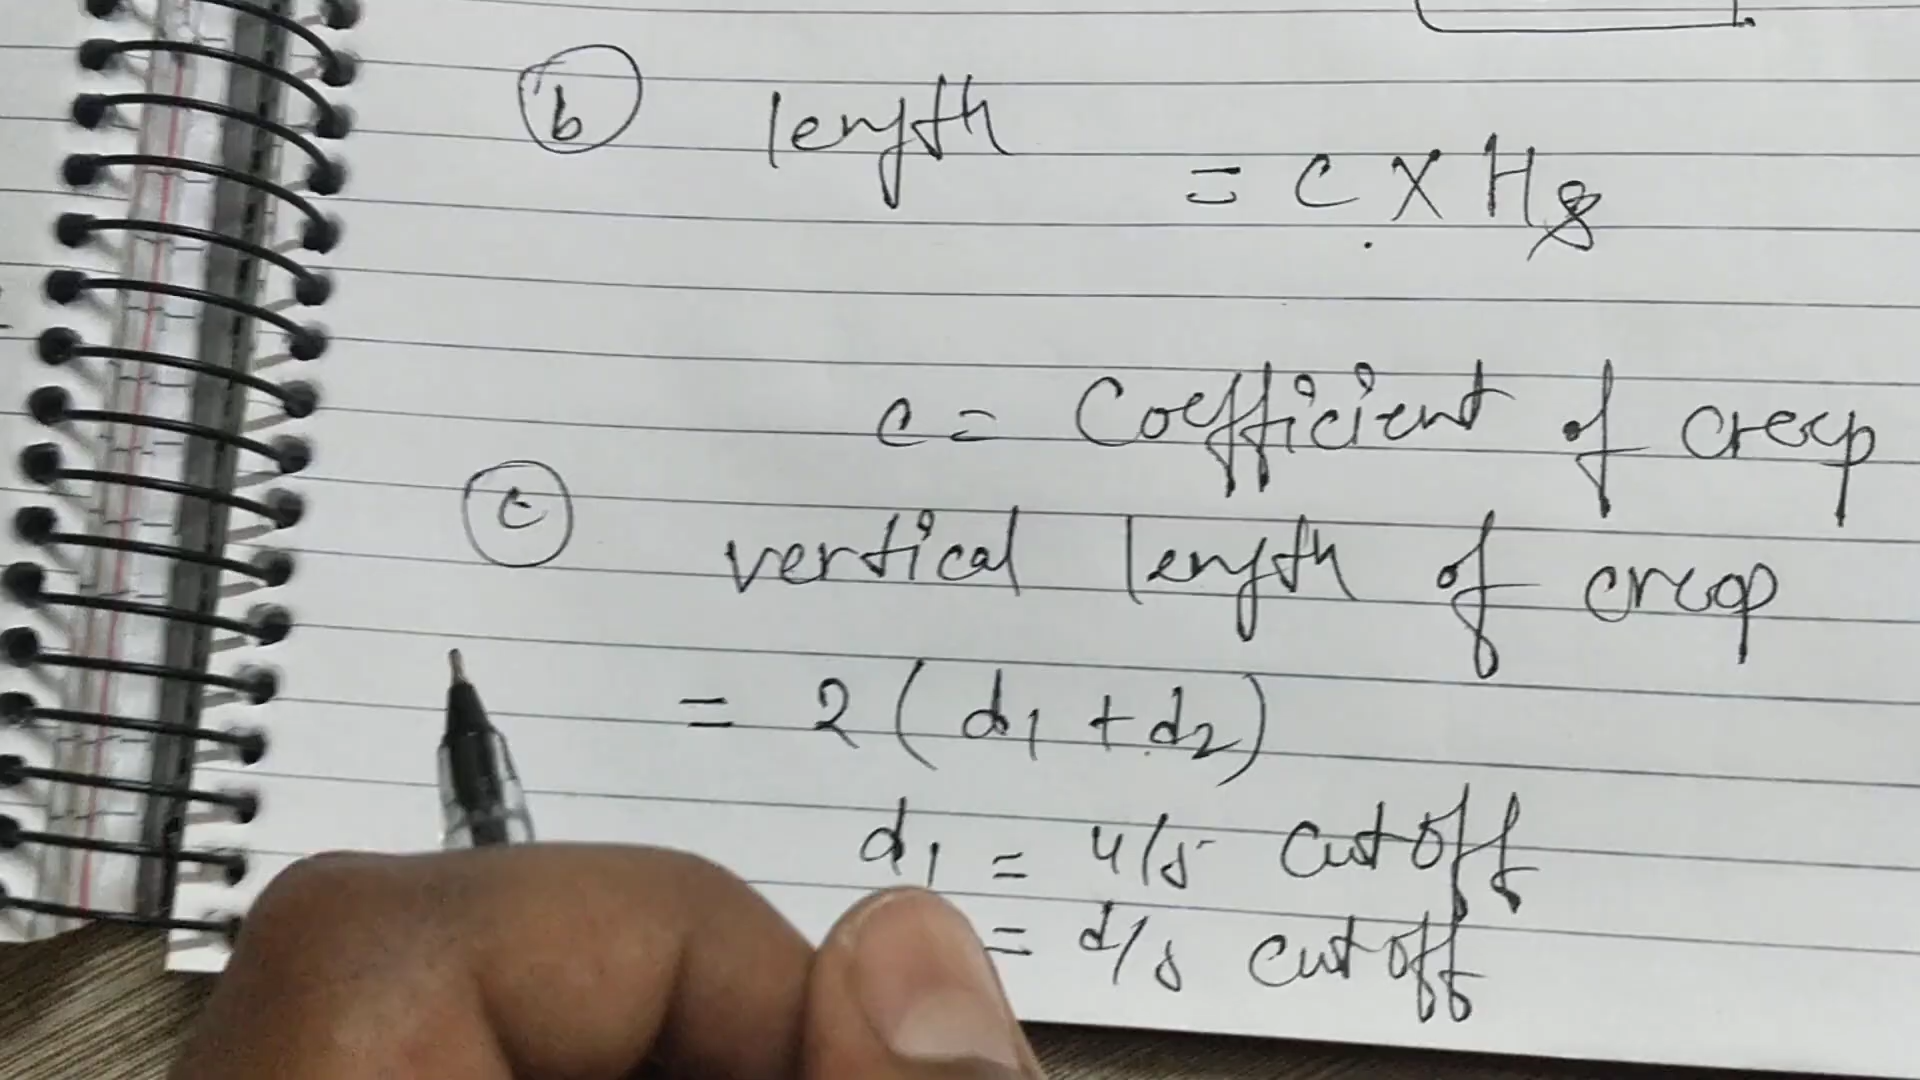 b length
= C X Hs
c = Coefficient of creep
c vertical length of creep
= 2 (d1 + d2)
d1 = u/s cutoff
= d/s cutoff